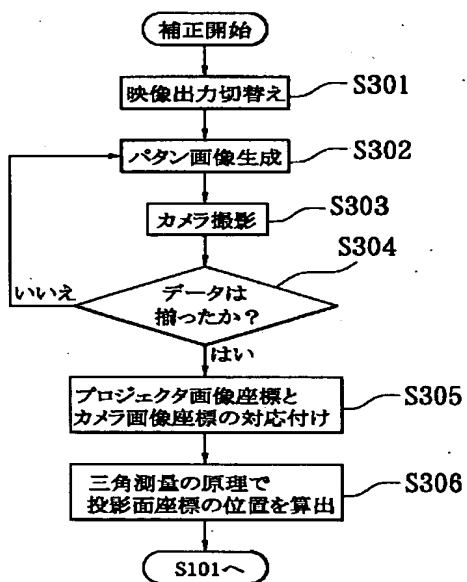 補正開始
映像出力切替え
S301
パタン画像生成
S302
カメラ撮影
S303
S304
データは
揃ったか?
いいえ
はい
プロジェクタ画像座標と
カメラ画像座標の対応付け
S305
三角測量の原理で
投影面座標の位置を算出
S306
S101へ